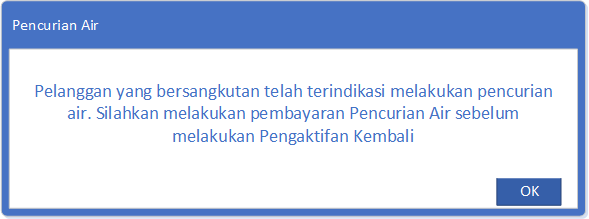 Pencurian Air
Pelanggan yang bersangkutan telah terindikasi melakukan pencurian
air. Silahkan melakukan pembayaran Pencurian Air sebelum
melakukan Pengaktifan Kembali
OK